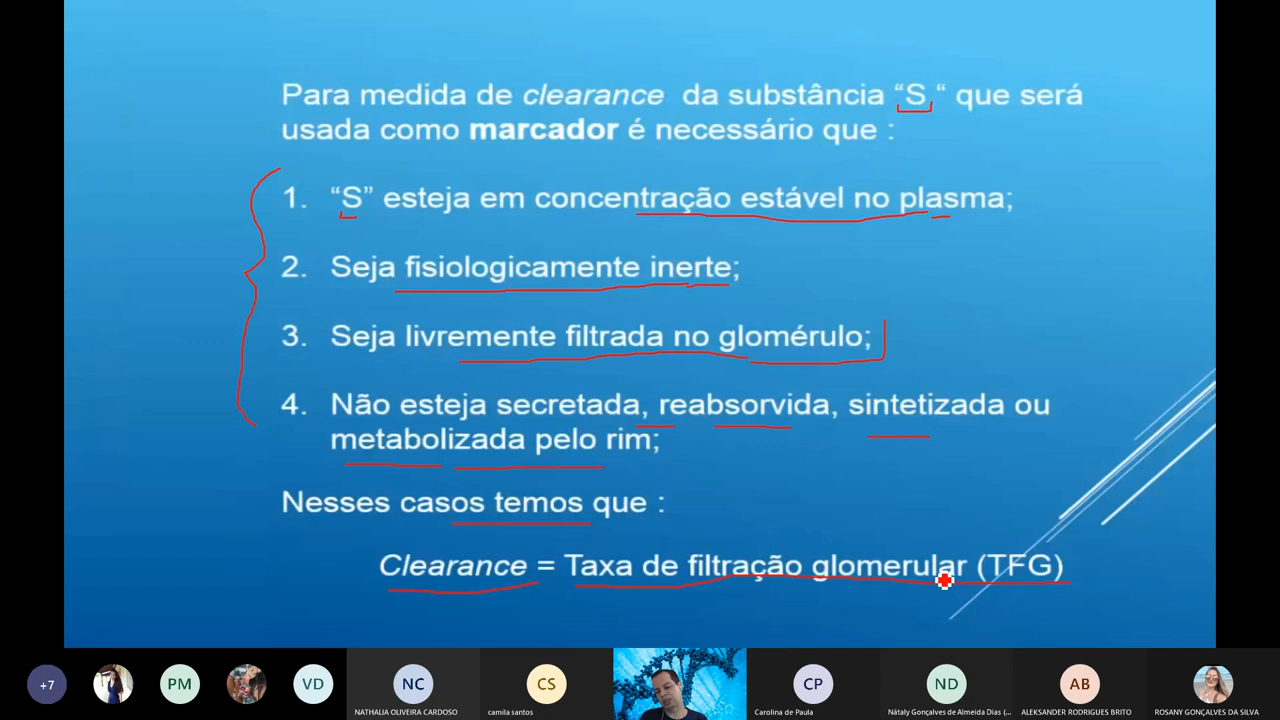 Para medida de clearance da substância “S “ que será
usada como marcador é necessário que :
1. “S” esteja em concentração estável no plasma;
2. Seja fisiologicamente inerte;
3. Seja livremente filtrada no glomérulo;
4. Não esteja secretada, reabsorvida, sintetizada ou
metabolizada pelo rim;
Nesses casos temos que :
Clearance = Taxa de filtração glomerular (TFG)
+7 PM VD NC CS CP ND AB
NATHALIA OLIVEIRA CARDOSO camila santos Carolina de Paula Nátaly Gonçalves de Almeida Dias (... ALEKSANDER RODRIGUES BRITO ROSANY GONÇALVES DA SILVA